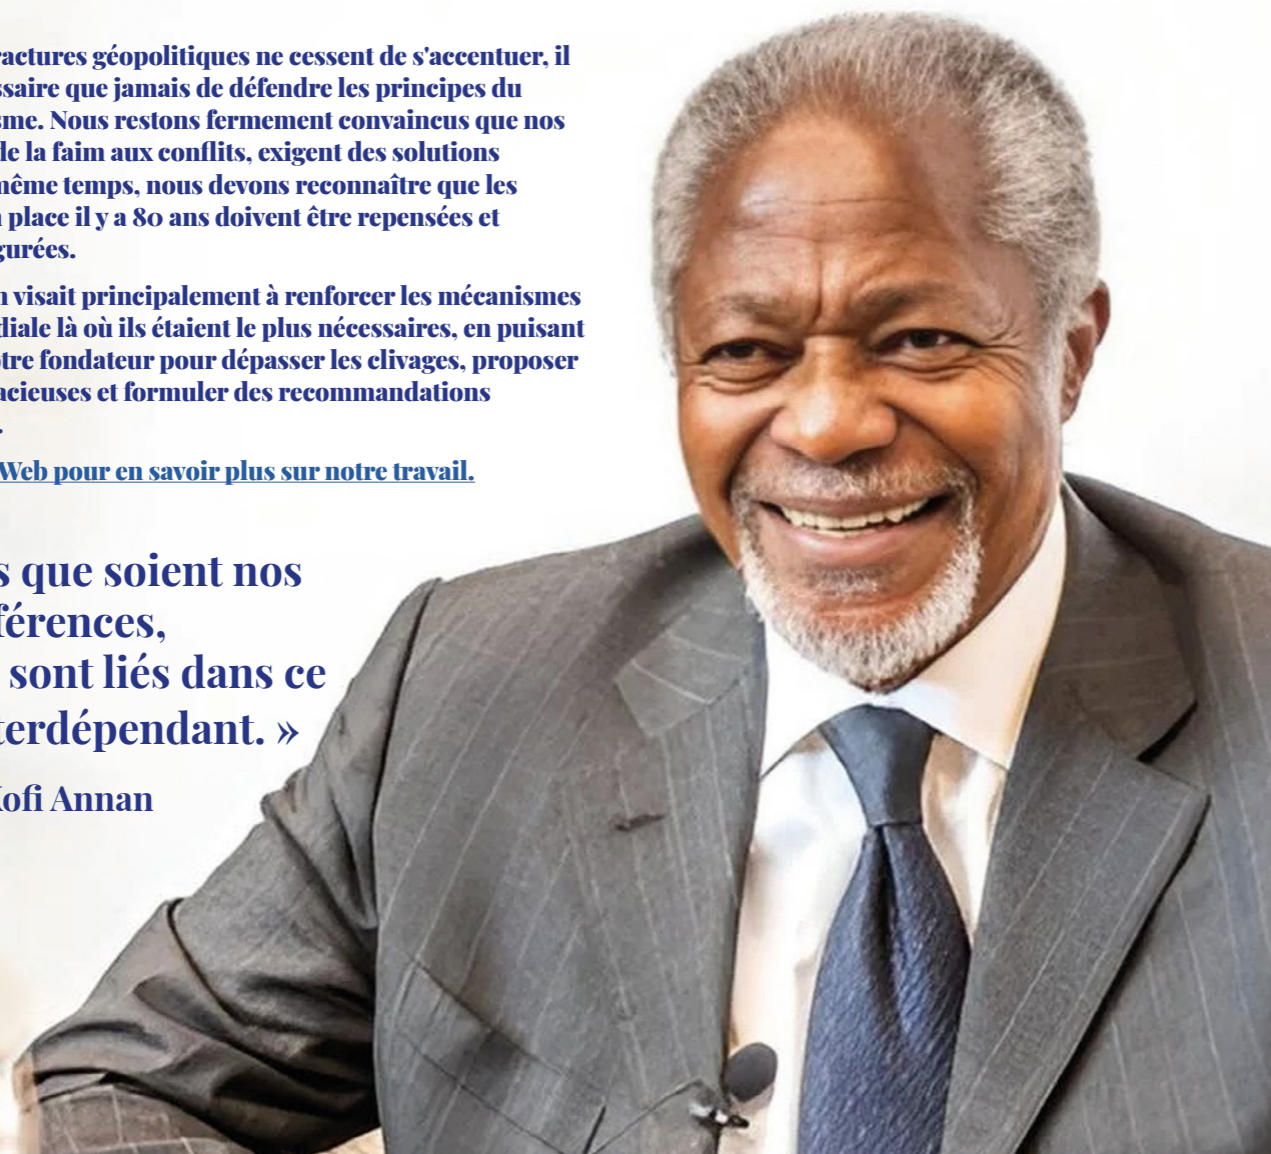 ractures géopolitiques ne cessent de s'accentuer, il
ssaire que jamais de défendre les principes du
sme. Nous restons fermement convaincus que nos
de la faim aux conflits, exigent des solutions
même temps, nous devons reconnaître que les
place il y a 80 ans doivent être repensées et
gurées.
n visait principalement à renforcer les mécanismes
diale là où ils étaient le plus nécessaires, en puisant
otre fondateur pour dépasser les clivages, proposer
acieuses et formuler des recommandations
.
Web pour en savoir plus sur notre travail.
s que soient nos
férences,
sont liés dans ce
terdépendant. »
Kofi Annan